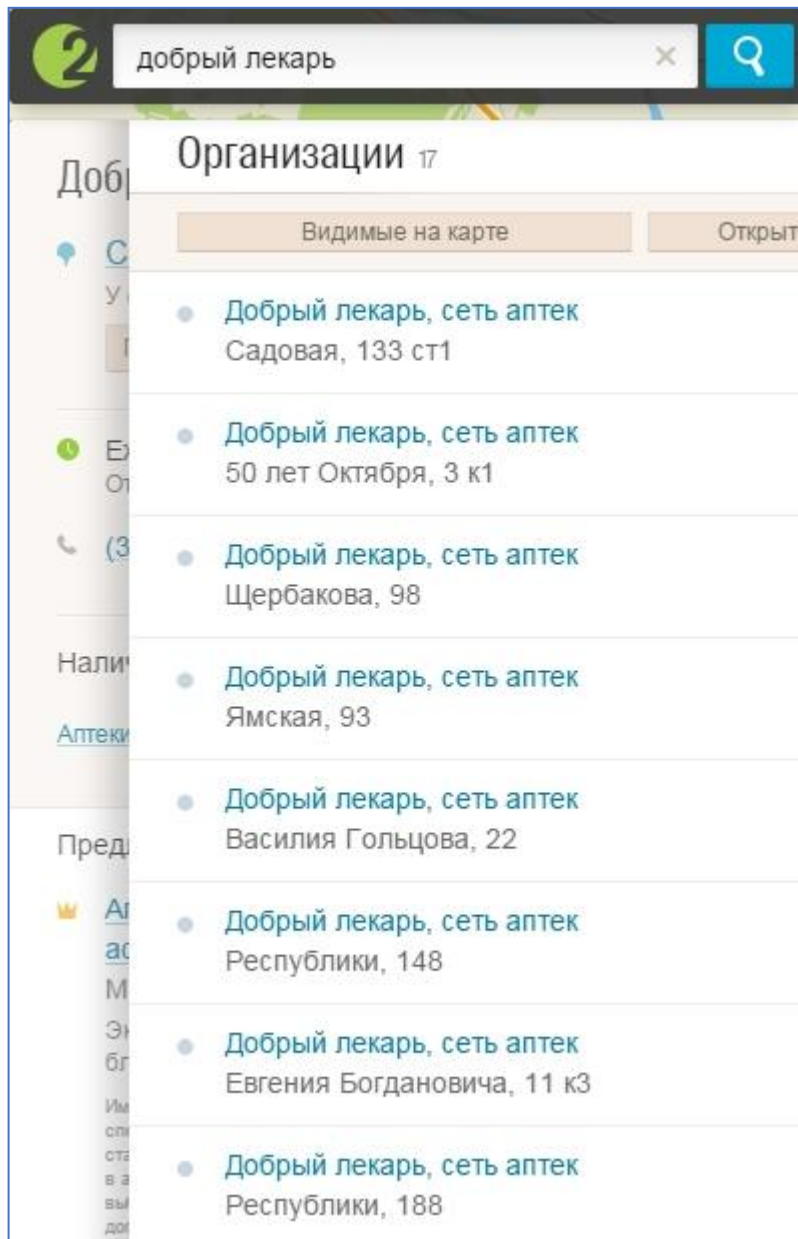 2
добрый лекарь
Организации 17
Видимые на карте
Добрый лекарь, сеть аптек
Садовая, 133 ст1
Добрый лекарь, сеть аптек
50 лет Октября, 3 к1
Добрый лекарь, сеть аптек
Щербакова, 98
Добрый лекарь, сеть аптек
Ямская, 93
Добрый лекарь, сеть аптек
Василия Гольцова, 22
Добрый лекарь, сеть аптек
Республики, 148
Добрый лекарь, сеть аптек
Евгения Богдановича, 11 к3
Добрый лекарь, сеть аптек
Республики, 188
Аптеки